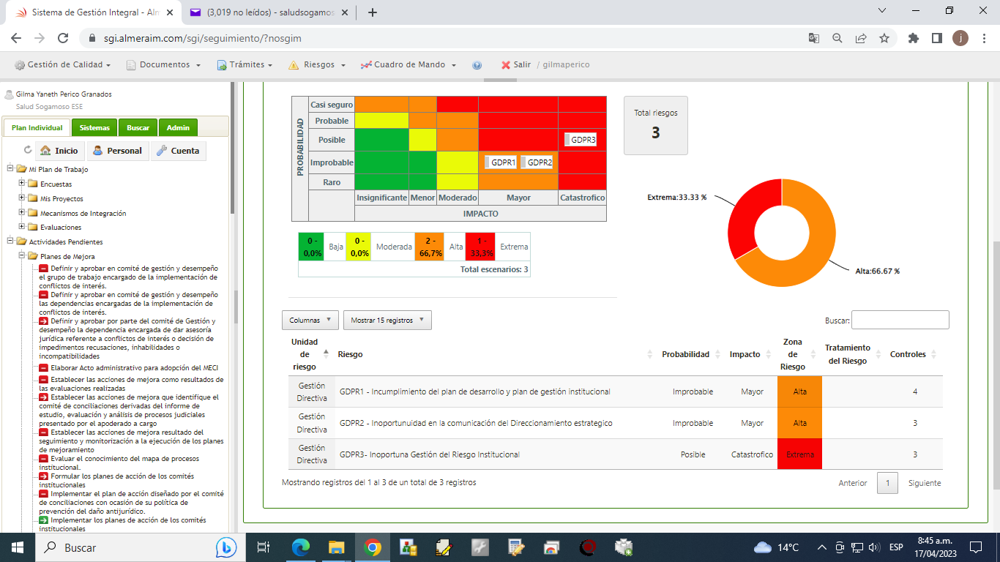 Sistema de Gestión Integral - Alm
(3,019 no leídos) - saludsogamos
sgi.almeraim.com/sgi/seguimiento/?nosgim
j
Gestión de Calidad
Documentos
Trámites
Riesgos
Cuadro de Mando
Salir / gilmaperico
Gilma Yaneth Perico Granados
Salud Sogamoso ESE
Plan Individual
Sistemas
Buscar
Admin
Inicio
Personal
Cuenta
Mi Plan de Trabajo
Encuestas
Mis Proyectos
Mecanismos de Integración
Evaluaciones
Actividades Pendientes
Planes de Mejora
Definir y aprobar en comité de gestión y desempeño
el grupo de trabajo encargado de la implementación de
conflictos de interés.
Definir y aprobar en comité de gestión y desempeño
las dependencias encargadas de la implementación de
conflictos de interés.
Definir y aprobar por parte del comité de Gestión y
desempeño la dependencia encargada de dar asesoría
jurídica referente a conflictos de interés o decisión de
impedimentos recusaciones, inhabilidades o
incompatibilidades
Elaborar Acto administrativo para adopción del MECI
Establecer las acciones de mejora como resultados de
las evaluaciones realizadas
Establecer las acciones de mejora que identifique el
comité de conciliaciones derivadas del informe de
estudio, evaluación y análisis de procesos judiciales
presentado por el apoderado a cargo
Establecer las acciones de mejora resultado del
seguimiento y monitorización a la ejecución de los planes
de mejoramiento
Evaluar el conocimiento del mapa de procesos
institucional.
Formular los planes de acción de los comités
institucionales
Implementar el plan de acción diseñado por el comité
de conciliaciones con ocasión de su política de
prevención del daño antijurídico.
Implementar los planes de acción de los comités
institucionales
PROBABILIDAD
Casi seguro
Probable
Posible
GDPR3
Improbable
GDPR1
GDPR2
Raro
Insignificante
Menor
Moderado
Mayor
Catastrofico
IMPACTO
Total riesgos
3
0 -
0,0%
Baja
0 -
0,0%
Moderada
2 -
66,7%
Alta
1 -
33,3%
Extrema
Total escenarios: 3
Extrema:33.33 %
Alta:66.67 %
Columnas
Mostrar 15 registros
Buscar:
Unidad
de
riesgo
Riesgo
Probabilidad
Impacto
Zona
de
Riesgo
Tratamiento
del Riesgo
Controles
Gestión
Directiva
GDPR1 - Incumplimiento del plan de desarrollo y plan de gestión institucional
Improbable
Mayor
Alta
4
Gestión
Directiva
GDPR2 - Inoportunuidad en la comunicación del Direccionamiento estrategico
Improbable
Mayor
Alta
3
Gestión
Directiva
GDPR3- Inoportuna Gestión del Riesgo Institucional
Posible
Catastrofico
Extrema
3
Mostrando registros del 1 al 3 de un total de 3 registros
Anterior
1
Siguiente
Buscar
14°C
ESP
8:45 a.m.
17/04/2023